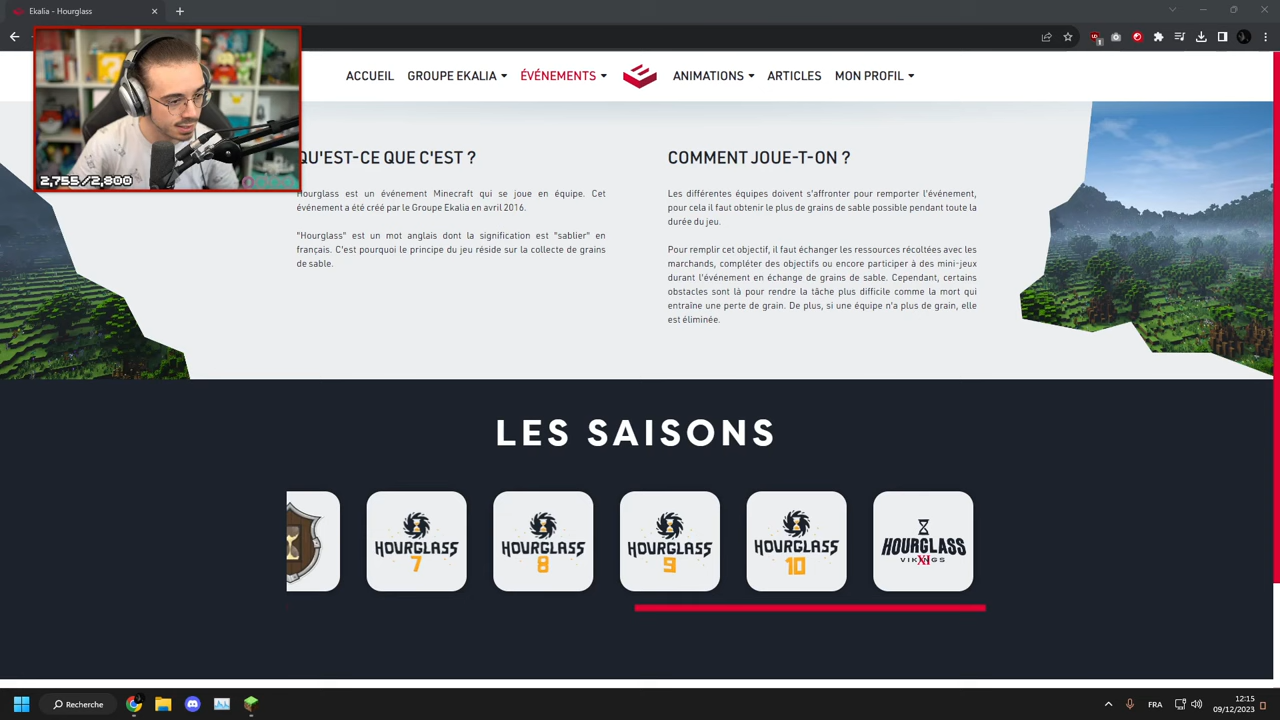 Ekalia - Hourglass
1
2,755/2,800
ACCUEIL GROUPE EKALIA ÉVÉNEMENTS ANIMATIONS ARTICLES MON PROFIL
QU'EST-CE QUE C'EST ?
Hourglass est un événement Minecraft qui se joue en équipe. Cet
événement a été créé par le Groupe Ekalia en avril 2016.
"Hourglass" est un mot anglais dont la signification est "sablier" en
français. C'est pourquoi le principe du jeu réside sur la collecte de grains
de sable.
COMMENT JOUE-T-ON ?
Les différentes équipes doivent s'affronter pour remporter l'événement,
pour cela il faut obtenir le plus de grains de sable possible pendant toute la
durée du jeu.
Pour remplir cet objectif, il faut échanger les ressources récoltées avec les
marchands, compléter des objectifs ou encore participer à des mini-jeux
durant l'événement en échange de grains de sable. Cependant, certains
obstacles sont là pour rendre la tâche plus difficile comme la mort qui
entraîne une perte de grain. De plus, si une équipe n'a plus de grain, elle
est éliminée.
LES SAISONS
HOURGLASS
7
HOURGLASS
8
HOURGLASS
9
HOURGLASS
10
HOURGLASS
Recherche
FRA
12:15
09/12/2023